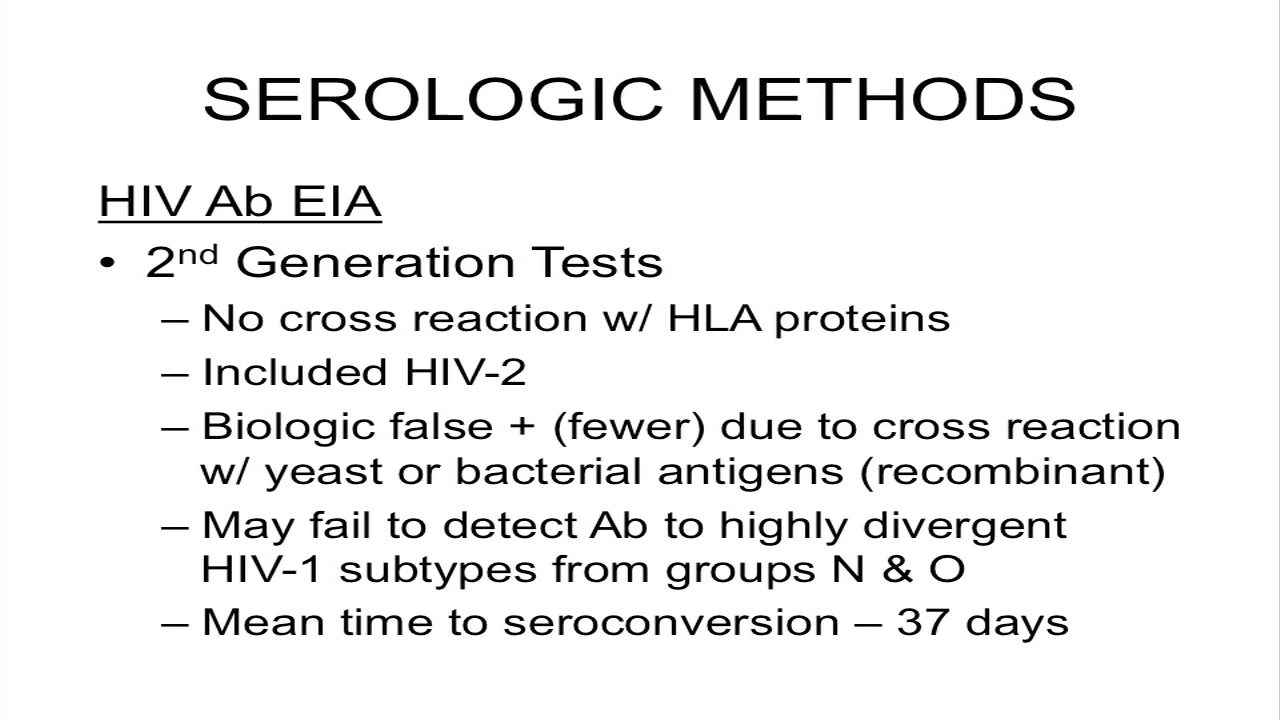 SEROLOGIC METHODS
HIV Ab EIA
• 2nd Generation Tests
– No cross reaction w/ HLA proteins
– Included HIV-2
– Biologic false + (fewer) due to cross reaction
w/ yeast or bacterial antigens (recombinant)
– May fail to detect Ab to highly divergent
HIV-1 subtypes from groups N & O
– Mean time to seroconversion – 37 days